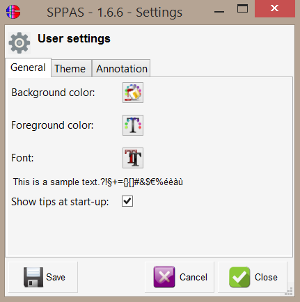 SPPAS - 1.6.6 - Settings
User settings
General Theme Annotation
Background color:
Foreground color:
Font:
This is a sample text.?!§+={}[]#&$€%éèàû
Show tips at start-up:
Save Cancel Close